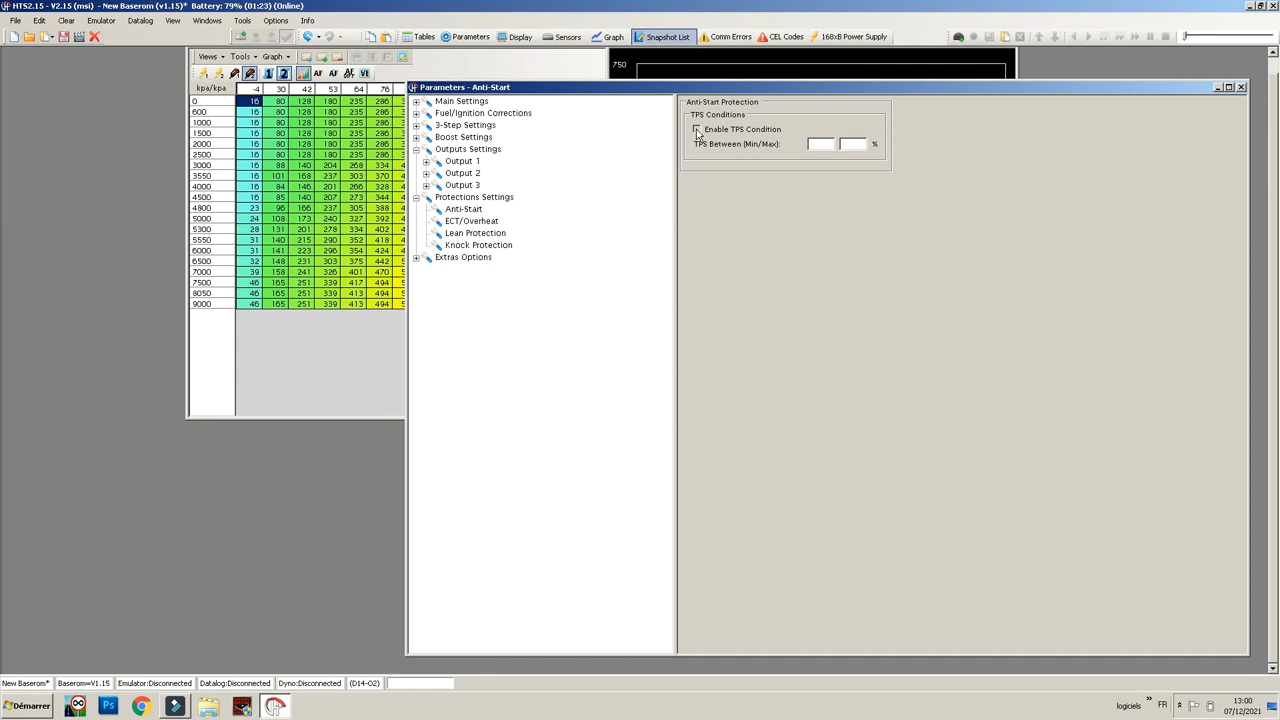 HTS2.15 - V2.15 (msi) - New Baserom (v1.15)* Battery: 79% (01:23) (Online)
File Edit Clear Emulator Datalog View Windows Tools Options Info
Tables Parameters Display Sensors Graph Snapshot List Comm Errors CEL Codes 168xB Power Supply
Views Tools Graph
1 2 AF AF AF VE
750
kpa/kpa -4 30 42 53 64 76
0 16 80 128 180 235 286
600 16 80 128 180 235 286
1000 16 80 128 180 235 286
1500 16 80 128 180 235 286
2000 16 80 128 180 235 286
2500 16 80 128 180 235 286
3000 16 88 140 204 268 334
3550 16 101 168 237 303 370
4000 16 84 146 201 266 328
4500 16 85 140 207 273 344
4800 23 96 166 237 305 388
5000 24 108 173 240 327 392
5300 28 131 201 278 334 402
5550 31 140 215 290 352 418
6000 31 141 223 296 354 424
6500 32 148 231 303 375 442
7000 39 158 241 326 401 470
7500 46 165 251 339 417 494
8050 46 165 251 339 413 494
9000 46 165 251 339 413 494
Parameters - Anti-Start
Main Settings
Fuel/Ignition Corrections
3-Step Settings
Boost Settings
Outputs Settings
Output 1
Output 2
Output 3
Protections Settings
Anti-Start
ECT/Overheat
Lean Protection
Knock Protection
Extras Options
Anti-Start Protection
TPS Conditions
Enable TPS Condition
TPS Between (Min/Max): %
New Baserom* Baserom=V1.15 Emulator:Disconnected Datalog:Disconnected Dyno:Disconnected (D14-O2)
Démarrer Ps logiciels » FR 13:00
07/12/2021